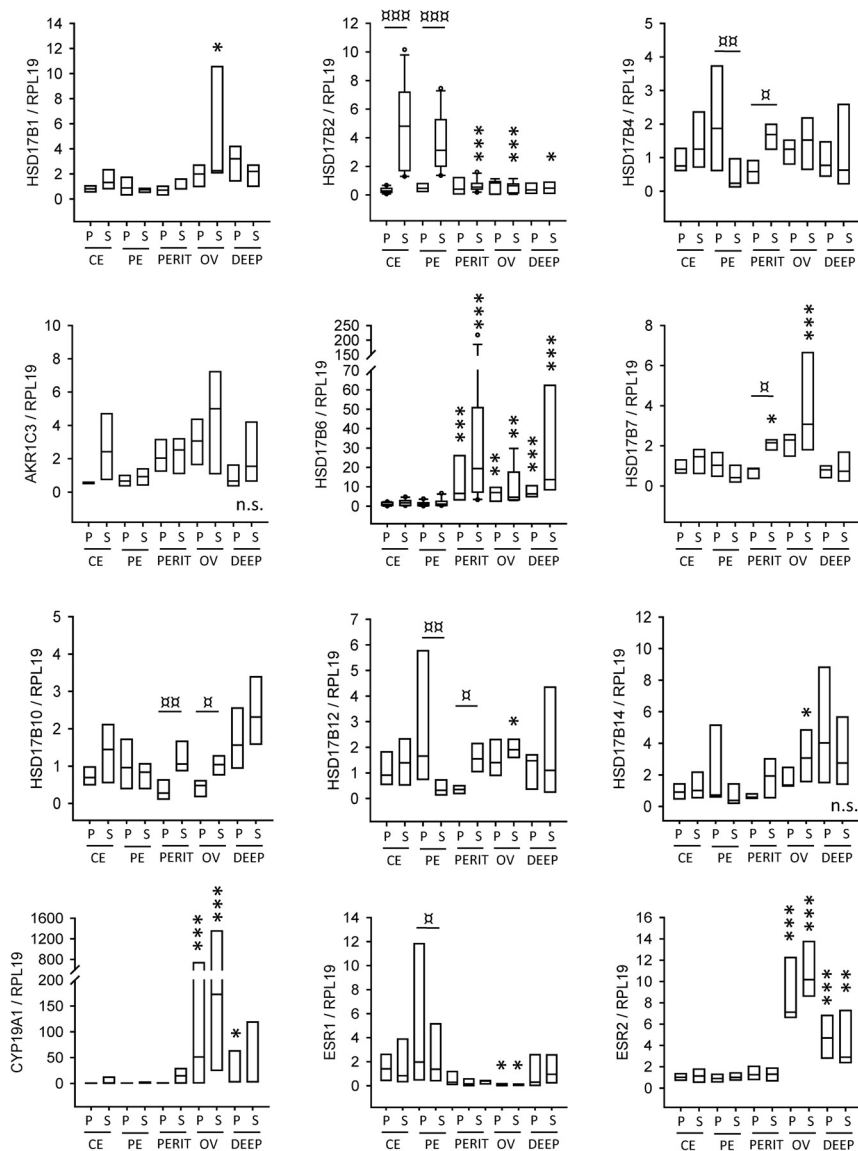 HSD17B1 / RPL19
14
12
10
8
6
4
2
0
*
P S P S P S P S P S
CE PE PERIT OV DEEP
HSD17B2 / RPL19
12
10
8
6
4
2
0
¤¤¤ ¤¤¤
*** *** *
P S P S P S P S P S
CE PE PERIT OV DEEP
HSD17B4 / RPL19
5
4
3
2
1
0
¤¤
¤
P S P S P S P S P S
CE PE PERIT OV DEEP
AKR1C3 / RPL19
10
8
6
4
2
0
n.s.
P S P S P S P S P S
CE PE PERIT OV DEEP
HSD17B6 / RPL19
250
200
150
70
60
50
40
30
20
10
0
*** *** ** ** *** ***
P S P S P S P S P S
CE PE PERIT OV DEEP
HSD17B7 / RPL19
8
6
4
2
0
¤
* ***
P S P S P S P S P S
CE PE PERIT OV DEEP
HSD17B10 / RPL19
5
4
3
2
1
0
¤¤ ¤
P S P S P S P S P S
CE PE PERIT OV DEEP
HSD17B12 / RPL19
7
6
5
4
3
2
1
0
¤¤
¤
*
P S P S P S P S P S
CE PE PERIT OV DEEP
HSD17B14 / RPL19
12
10
8
6
4
2
0
*
n.s.
P S P S P S P S P S
CE PE PERIT OV DEEP
CYP19A1 / RPL19
1600
1200
800
400
200
150
100
50
0
*** *** *
P S P S P S P S P S
CE PE PERIT OV DEEP
ESR1 / RPL19
14
12
10
8
6
4
2
0
¤
* *
P S P S P S P S P S
CE PE PERIT OV DEEP
ESR2 / RPL19
16
14
12
10
8
6
4
2
0
*** *** *** **
P S P S P S P S P S
CE PE PERIT OV DEEP